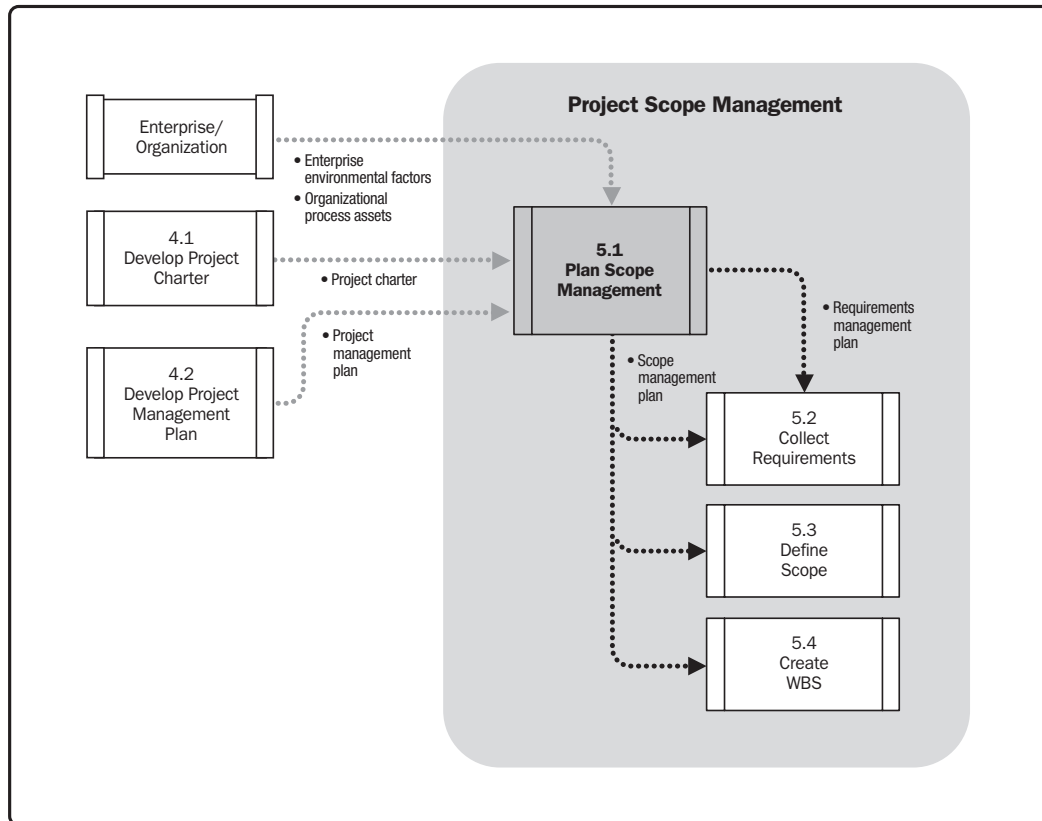 Project Scope Management
Enterprise/
Organization
• Enterprise
environmental factors
• Organizational
process assets
4.1
Develop Project
Charter
• Project charter
5.1
Plan Scope
Management
4.2
Develop Project
Management
Plan
• Project
management
plan
• Requirements
management
plan
• Scope
management
plan
5.2
Collect
Requirements
5.3
Define
Scope
5.4
Create
WBS